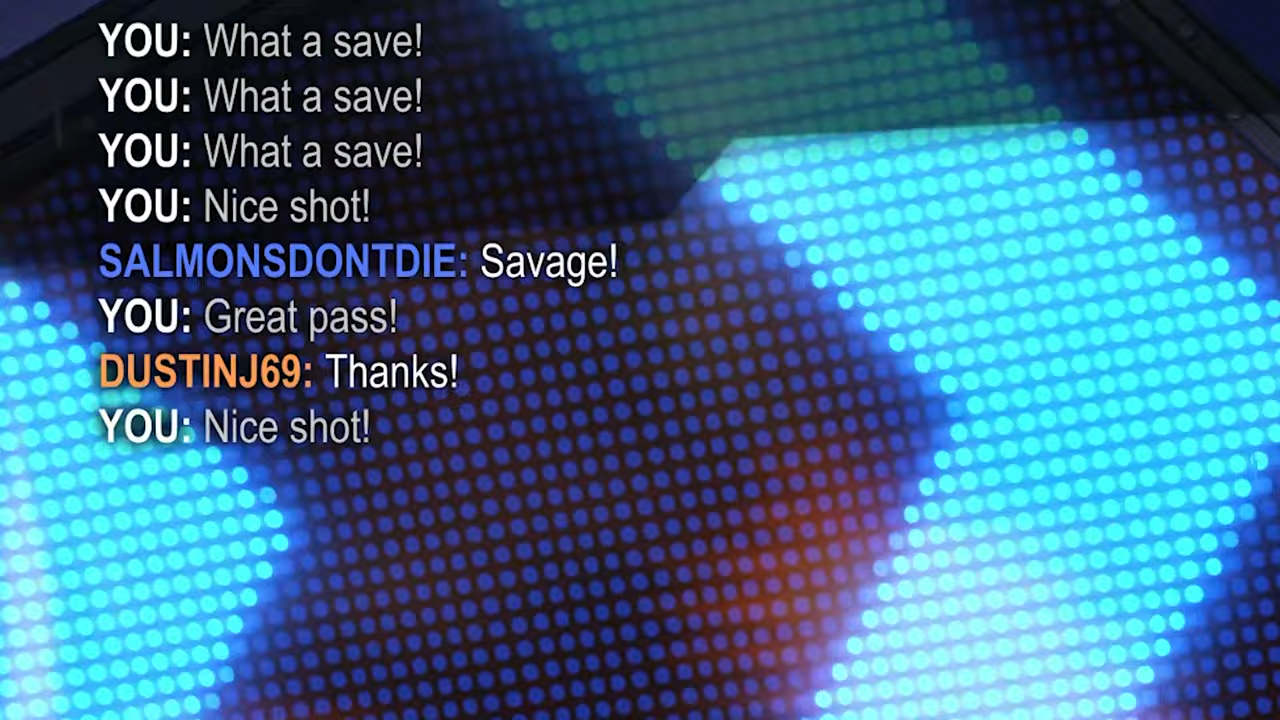 YOU: What a save!
YOU: What a save!
YOU: What a save!
YOU: Nice shot!
SALMONSDONTDIE: Savage!
YOU: Great pass!
DUSTINJ69: Thanks!
YOU: Nice shot!